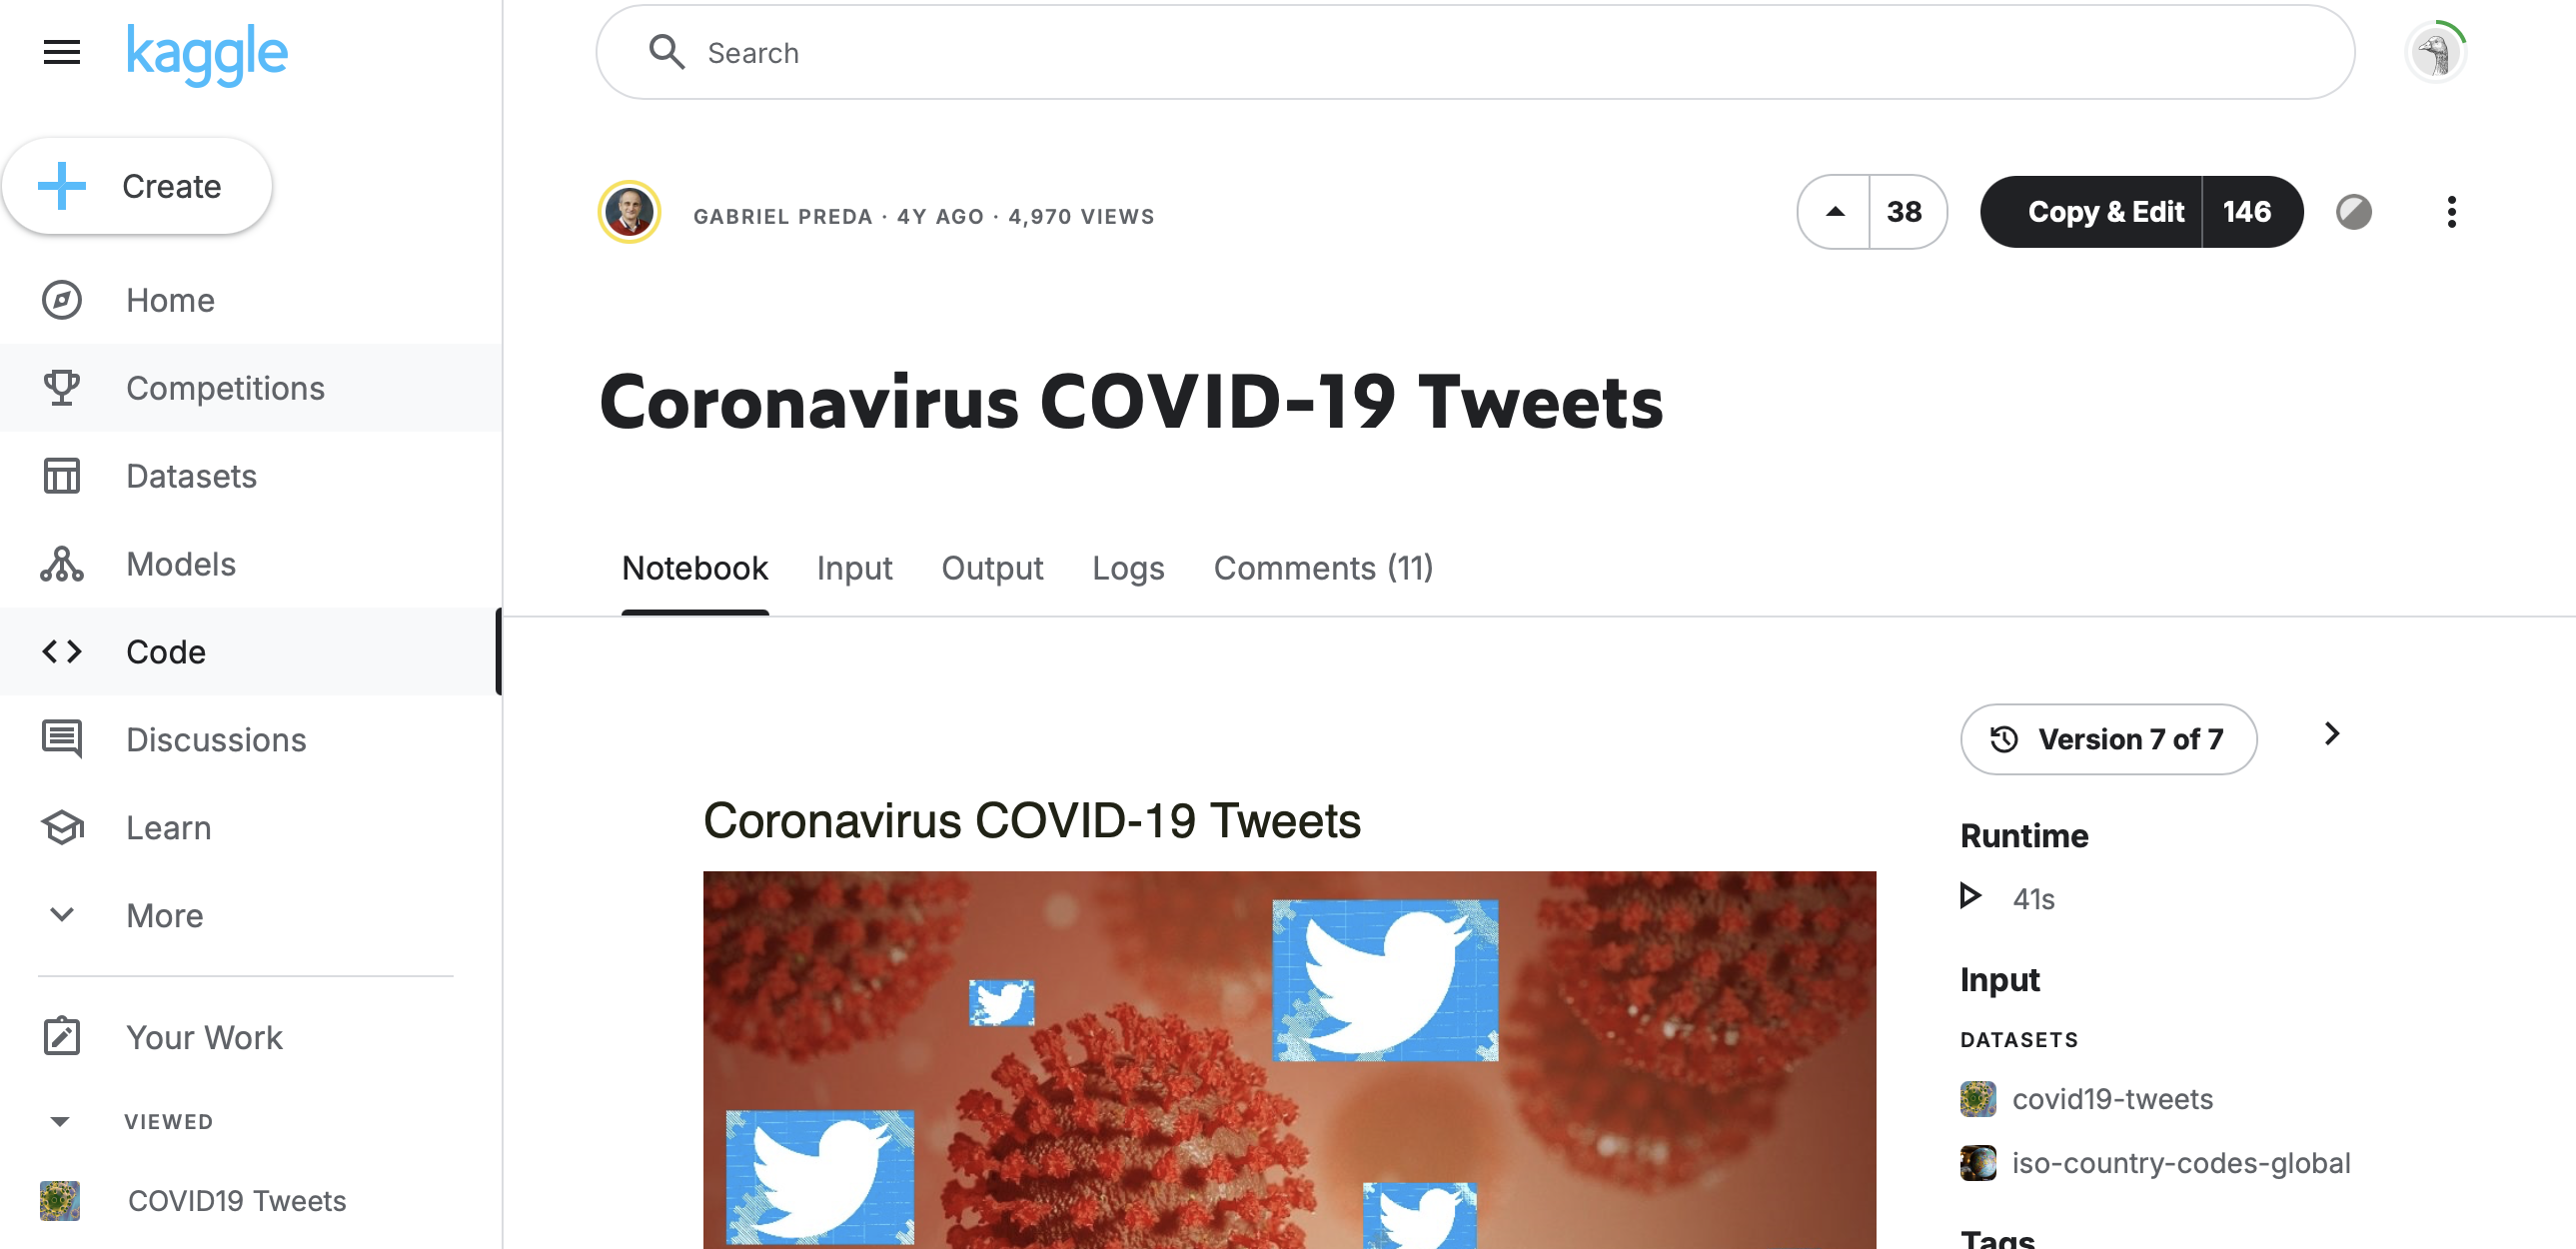 kaggle
Search
Create
Home
Competitions
Datasets
Models
Code
Discussions
Learn
More
Your Work
VIEWED
COVID19 Tweets
GABRIEL PREDA · 4Y AGO · 4,970 VIEWS
38
Copy & Edit
146
Coronavirus COVID-19 Tweets
Notebook
Input
Output
Logs
Comments (11)
Coronavirus COVID-19 Tweets
Version 7 of 7
Runtime
41s
Input
DATASETS
covid19-tweets
iso-country-codes-global
Tags